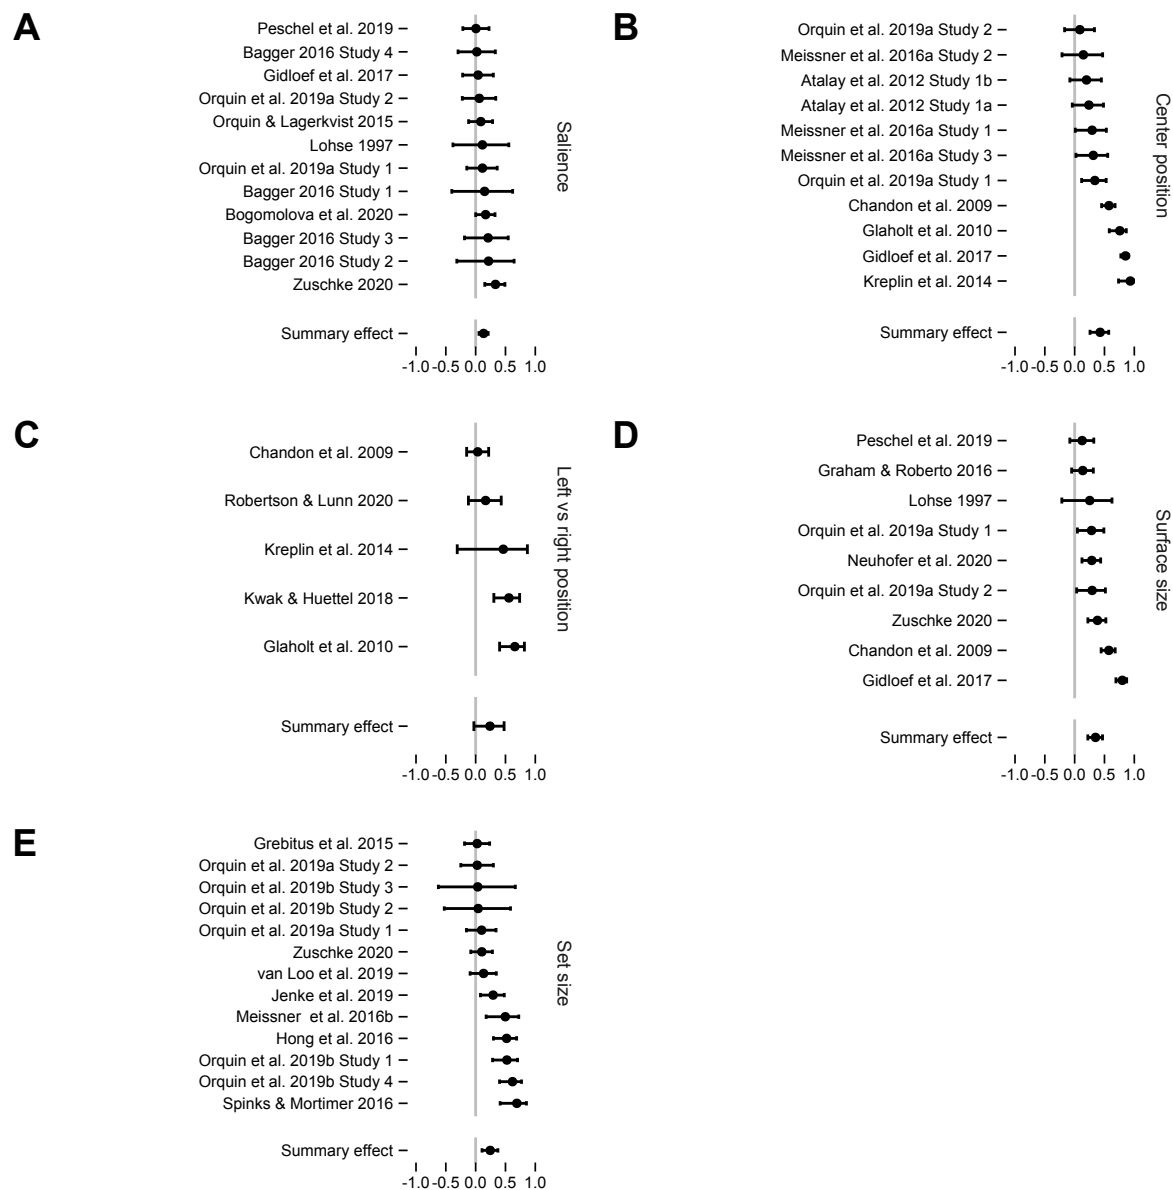 A
Peschel et al. 2019
Bagger 2016 Study 4
Gidloef et al. 2017
Orquin et al. 2019a Study 2
Orquin & Lagerkvist 2015
Lohse 1997
Orquin et al. 2019a Study 1
Bagger 2016 Study 1
Bogomolova et al. 2020
Bagger 2016 Study 3
Bagger 2016 Study 2
Zuschke 2020
Summary effect
-1.0 -0.5 0.0 0.5 1.0
Salience
B
Orquin et al. 2019a Study 2
Meissner et al. 2016a Study 2
Atalay et al. 2012 Study 1b
Atalay et al. 2012 Study 1a
Meissner et al. 2016a Study 1
Meissner et al. 2016a Study 3
Orquin et al. 2019a Study 1
Chandon et al. 2009
Glaholt et al. 2010
Gidloef et al. 2017
Kreplin et al. 2014
Summary effect
-1.0 -0.5 0.0 0.5 1.0
Center position
C
Chandon et al. 2009
Robertson & Lunn 2020
Kreplin et al. 2014
Kwak & Huettel 2018
Glaholt et al. 2010
Summary effect
-1.0 -0.5 0.0 0.5 1.0
Left vs right position
D
Peschel et al. 2019
Graham & Roberto 2016
Lohse 1997
Orquin et al. 2019a Study 1
Neuhofer et al. 2020
Orquin et al. 2019a Study 2
Zuschke 2020
Chandon et al. 2009
Gidloef et al. 2017
Summary effect
-1.0 -0.5 0.0 0.5 1.0
Surface size
E
Grebitus et al. 2015
Orquin et al. 2019a Study 2
Orquin et al. 2019b Study 3
Orquin et al. 2019b Study 2
Orquin et al. 2019a Study 1
Zuschke 2020
van Loo et al. 2019
Jenke et al. 2019
Meissner  et al. 2016b
Hong et al. 2016
Orquin et al. 2019b Study 1
Orquin et al. 2019b Study 4
Spinks & Mortimer 2016
Summary effect
-1.0 -0.5 0.0 0.5 1.0
Set size